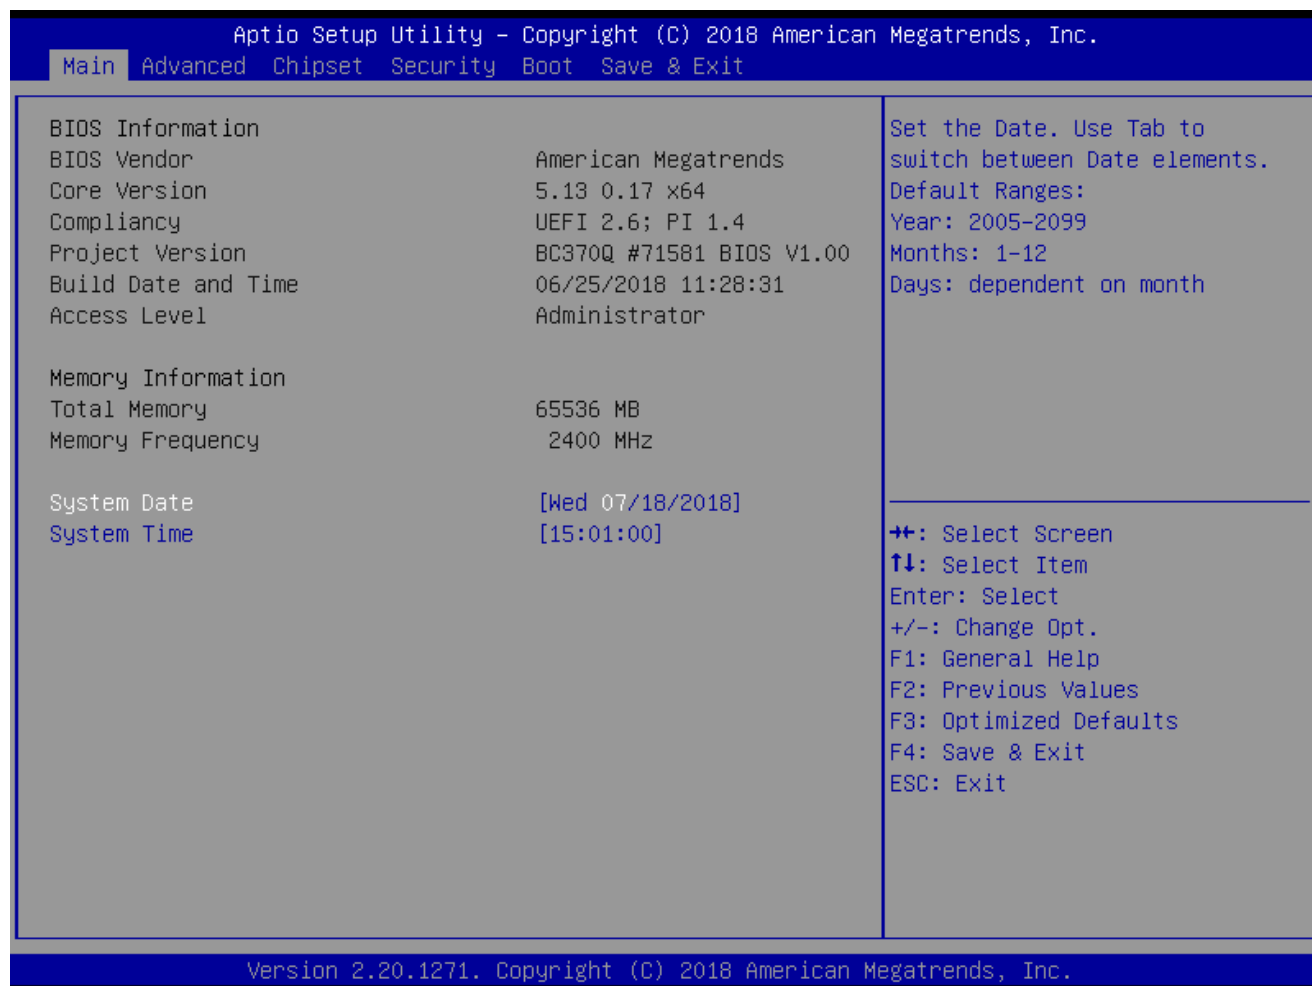 Aptio Setup Utility – Copyright (C) 2018 American Megatrends, Inc.
Main Advanced Chipset Security Boot Save & Exit
BIOS Information
BIOS Vendor American Megatrends
Core Version 5.13 0.17 x64
Compliancy UEFI 2.6; PI 1.4
Project Version BC370Q #71581 BIOS V1.00
Build Date and Time 06/25/2018 11:28:31
Access Level Administrator
Memory Information
Total Memory 65536 MB
Memory Frequency 2400 MHz
System Date [Wed 07/18/2018]
System Time [15:01:00]
Set the Date. Use Tab to
switch between Date elements.
Default Ranges:
Year: 2005-2099
Months: 1-12
Days: dependent on month
→←: Select Screen
↑↓: Select Item
Enter: Select
+/-: Change Opt.
F1: General Help
F2: Previous Values
F3: Optimized Defaults
F4: Save & Exit
ESC: Exit
Version 2.20.1271. Copyright (C) 2018 American Megatrends, Inc.